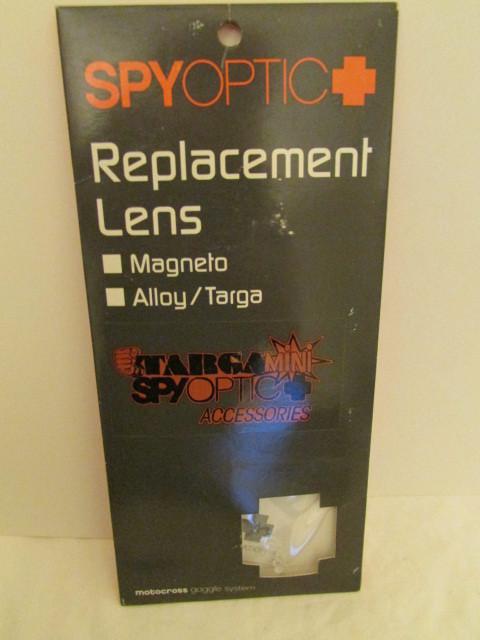 SPYOPTIC
Replacement
Lens
Magneto
Alloy/Targa
TARGA MINI
SPYOPTIC
ACCESSORIES
motocross goggle system